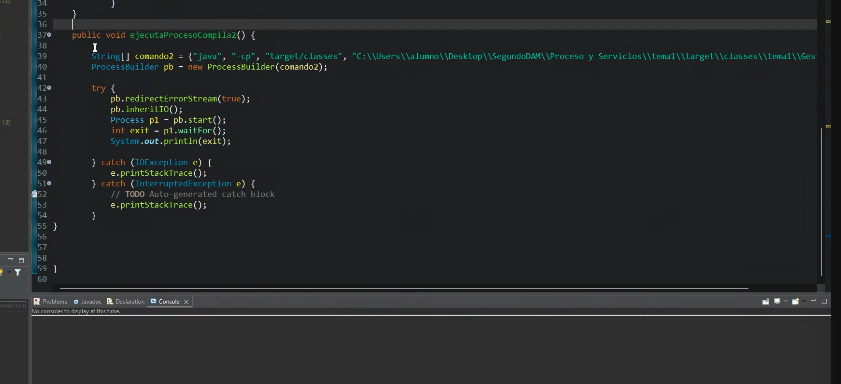 34 }
35 }
36
37 public void ejecutaProcesoCompila2() {
38
39 String[] comando2 = {"java", "-cp", "target/classes", "C:\\Users\\alumno\\Desktop\\SegundoDAM\\Proceso y Servicios\\tema1\\target\\classes\\tema1\\Ges
40 ProcessBuilder pb = new ProcessBuilder(comando2);
41
42 try {
43 pb.redirectErrorStream(true);
44 pb.inheritIO();
45 Process p1 = pb.start();
46 int exit = p1.waitFor();
47 System.out.println(exit);
48
49 } catch (IOException e) {
50 e.printStackTrace();
51 } catch (InterruptedException e) {
52 // TODO Auto-generated catch block
53 e.printStackTrace();
54 }
55 }
56
57
58
59 }
60
Problems Javadoc Declaration Console
No consoles to display at this time.